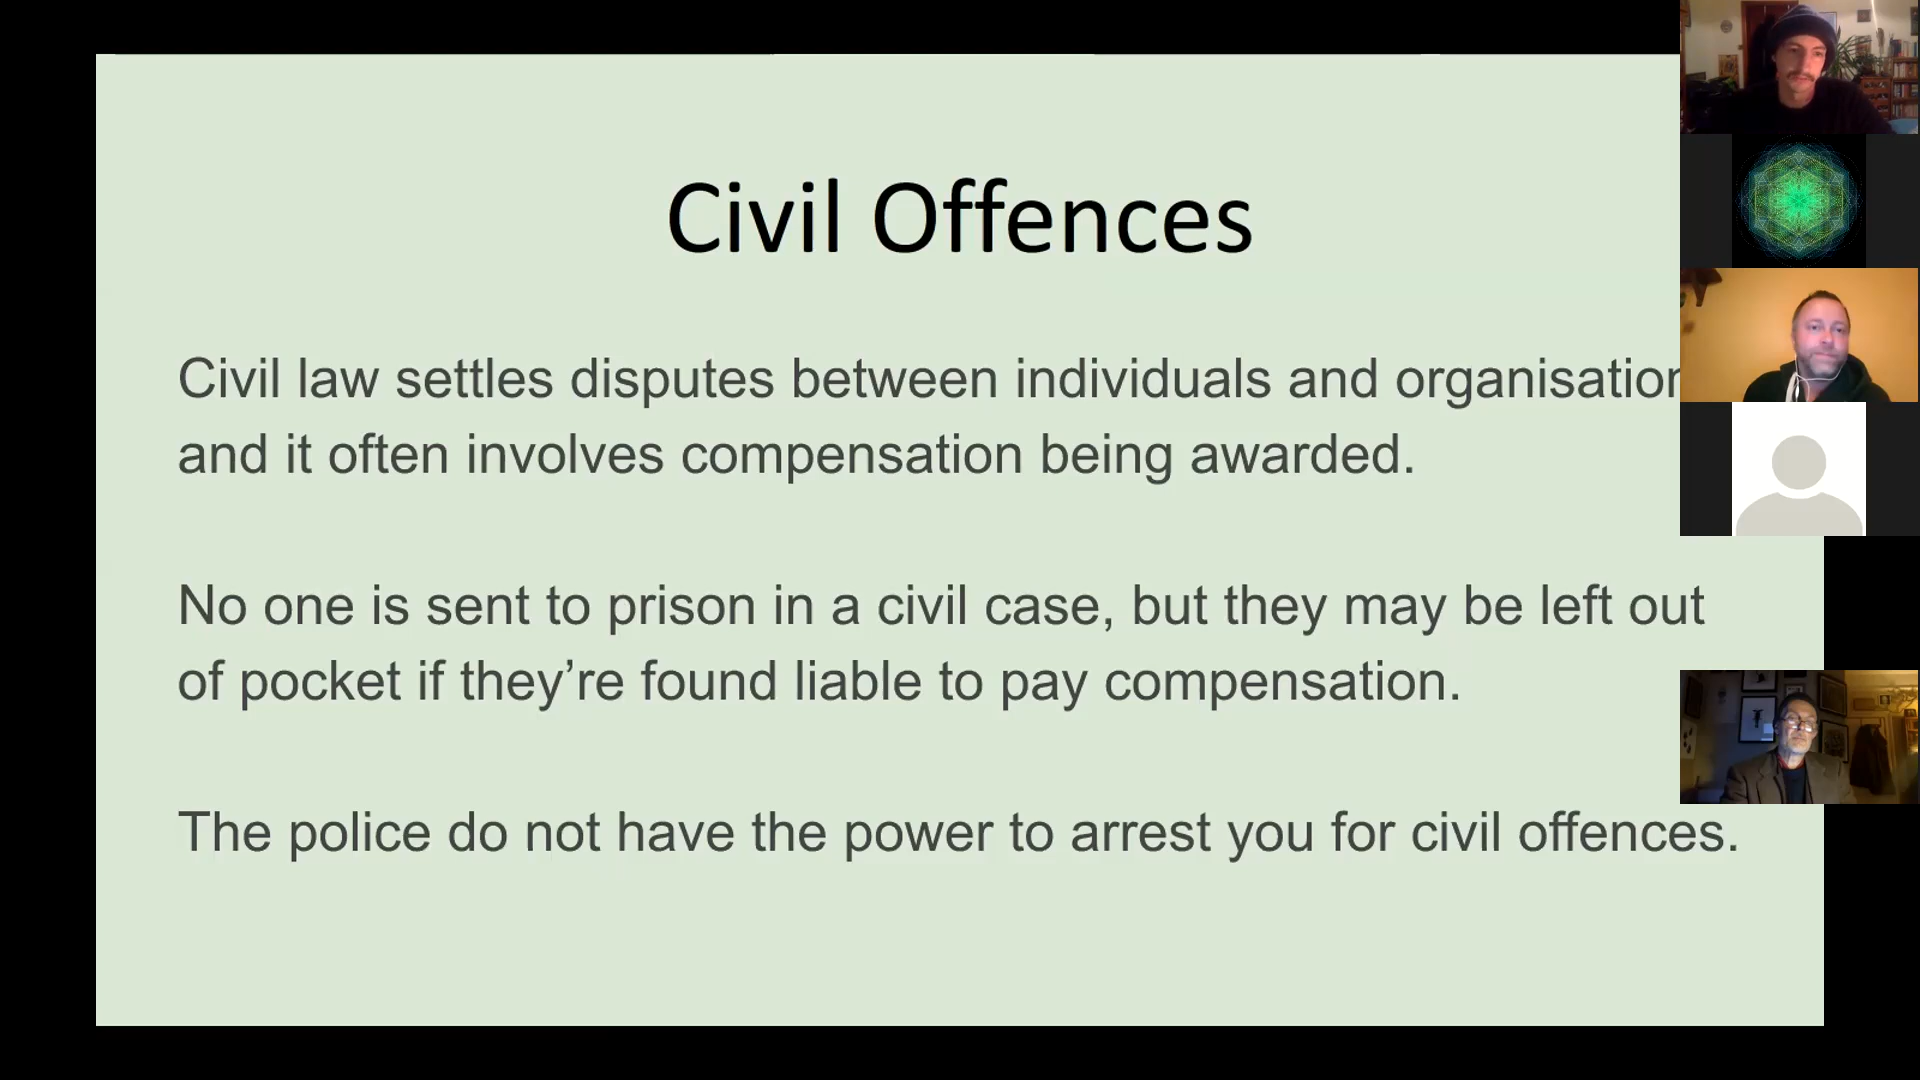 Civil Offences
Civil law settles disputes between individuals and organisation
and it often involves compensation being awarded.
No one is sent to prison in a civil case, but they may be left out
of pocket if they’re found liable to pay compensation.
The police do not have the power to arrest you for civil offences.